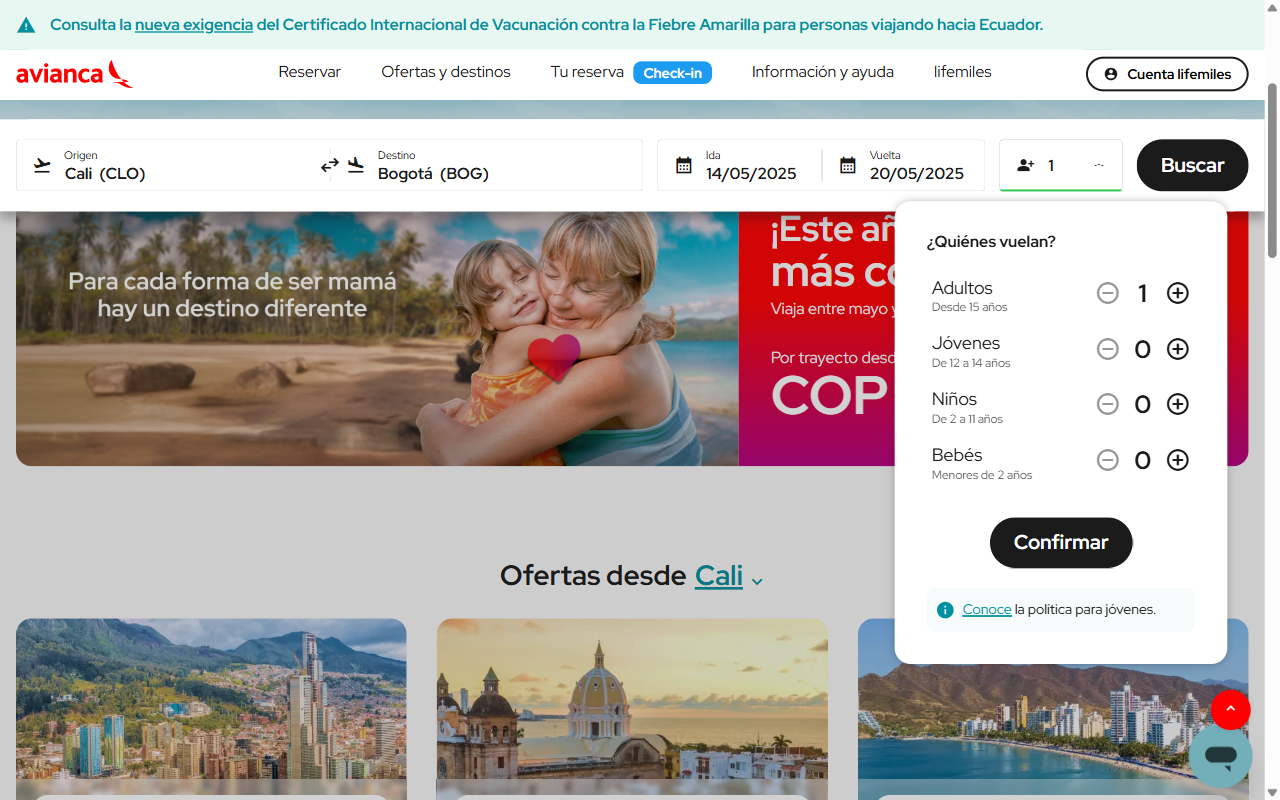 Consulta la nueva exigencia del Certificado Internacional de Vacunación contra la Fiebre Amarilla para personas viajando hacia Ecuador.
avianca
Reservar
Ofertas y destinos
Tu reserva
Check-in
Información y ayuda
lifemiles
Cuenta lifemiles
Origen
Cali (CLO)
Destino
Bogotá (BOG)
Ida
14/05/2025
Vuelta
20/05/2025
1
Buscar
Para cada forma de ser mamá
hay un destino diferente
¡Este añ
más co
Viaja entre mayo y
Por trayecto desd
COP
¿Quiénes vuelan?
Adultos
Desde 15 años
1
Jóvenes
De 12 a 14 años
0
Niños
De 2 a 11 años
0
Bebés
Menores de 2 años
0
Confirmar
Conoce la política para jóvenes.
Ofertas desde Cali